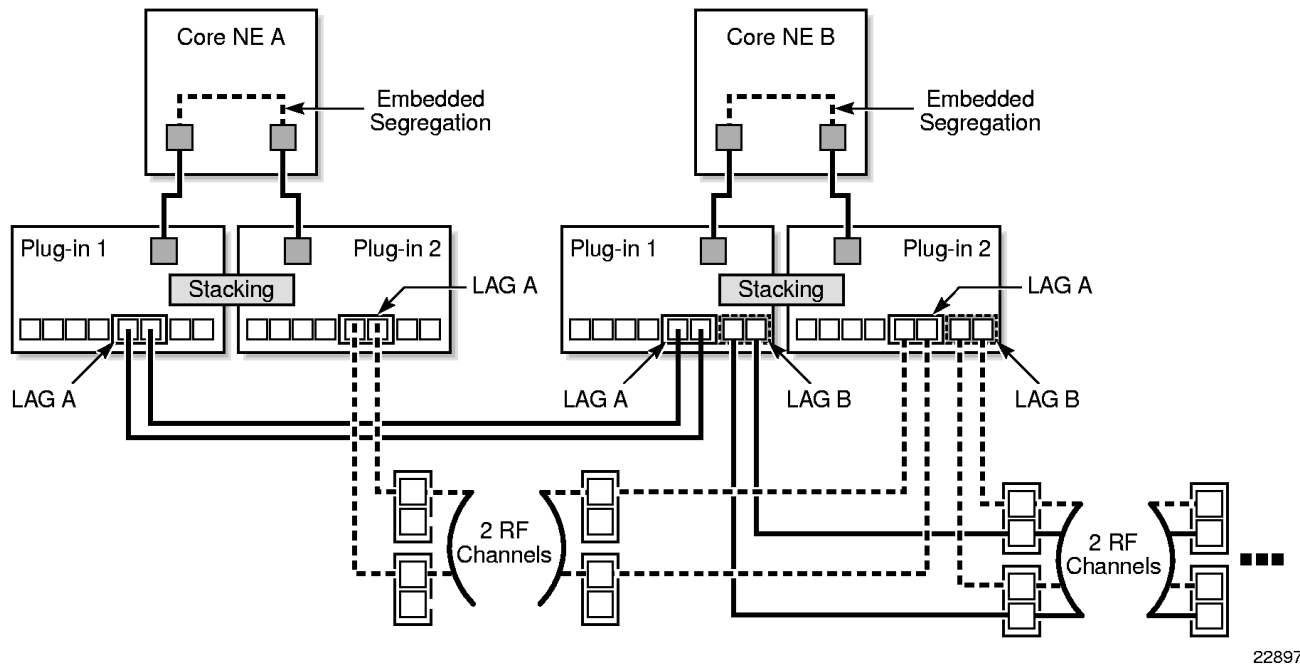 Core NE A
Core NE B
Embedded
Segregation
Embedded
Segregation
Plug-in 1
Plug-in 2
Plug-in 1
Plug-in 2
Stacking
LAG A
Stacking
LAG A
LAG A
LAG A
LAG B
LAG B
2 RF
Channels
2 RF
Channels
22897